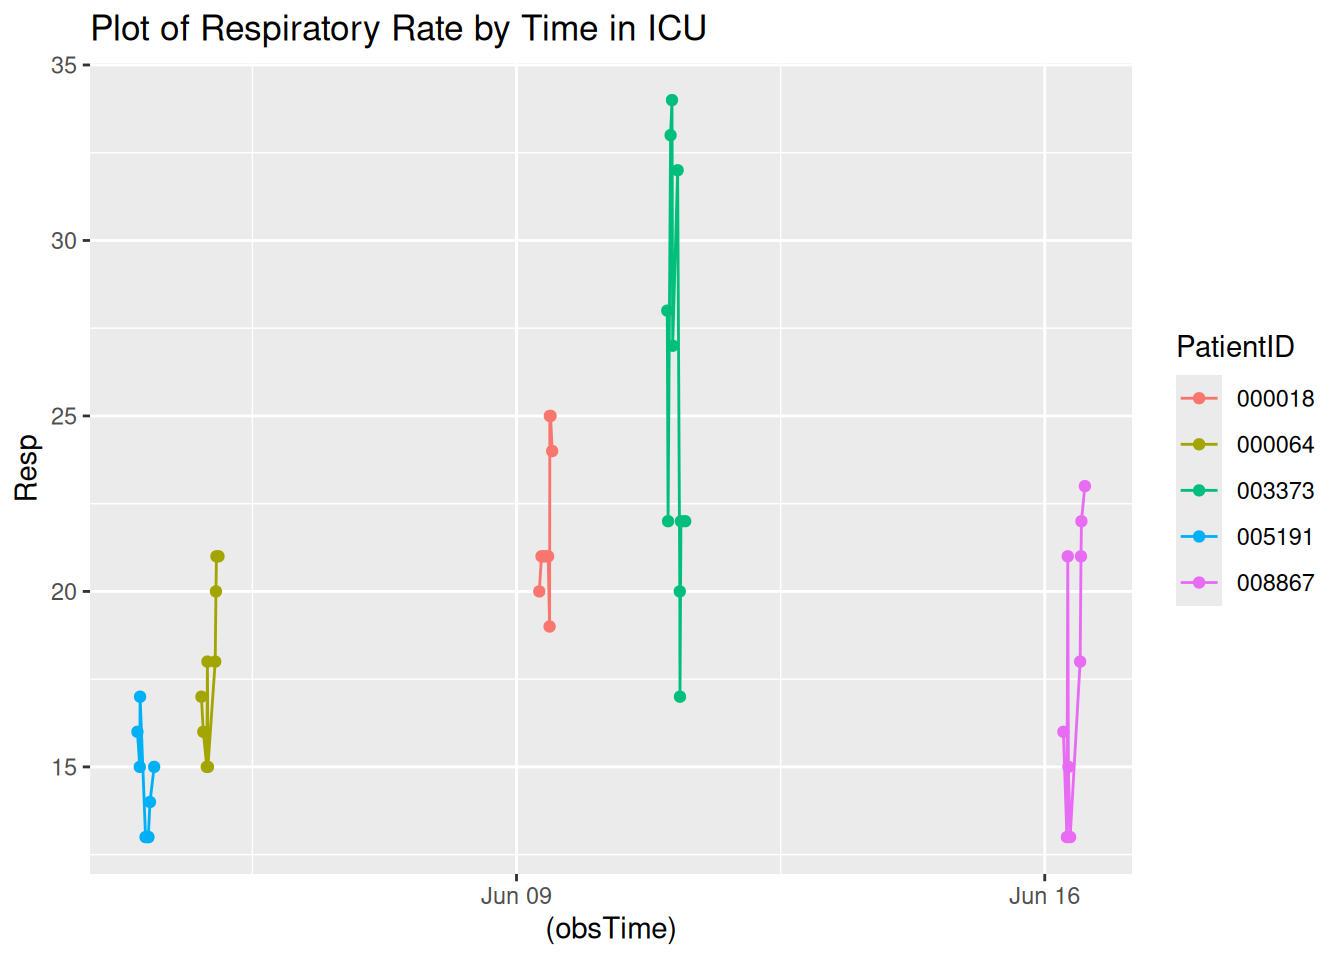 Plot of Respiratory Rate by Time in ICU
35
30
25
20
15
Resp
Jun 09
Jun 16
(obsTime)
PatientID
000018
000064
003373
005191
008867